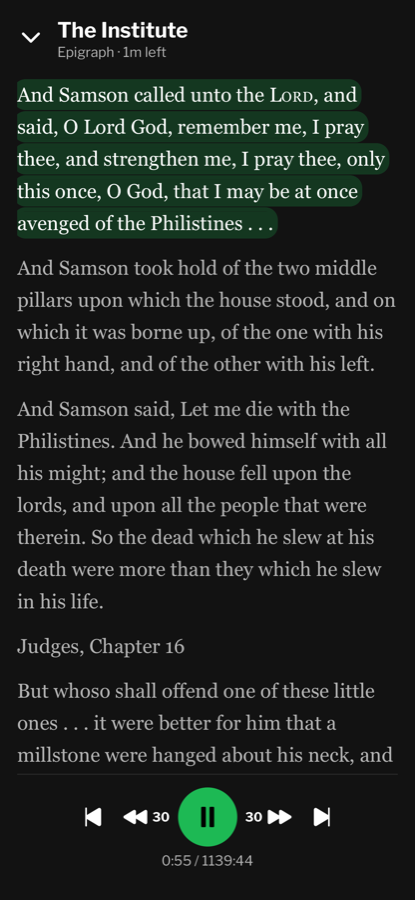 The Institute
Epigraph · 1m left
And Samson called unto the LORD, and
said, O Lord God, remember me, I pray
thee, and strengthen me, I pray thee, only
this once, O God, that I may be at once
avenged of the Philistines . . .
And Samson took hold of the two middle
pillars upon which the house stood, and on
which it was borne up, of the one with his
right hand, and of the other with his left.
And Samson said, Let me die with the
Philistines. And he bowed himself with all
his might; and the house fell upon the
lords, and upon all the people that were
therein. So the dead which he slew at his
death were more than they which he slew
in his life.
Judges, Chapter 16
But whoso shall offend one of these little
ones . . . it were better for him that a
millstone were hanged about his neck, and
30 30
0:55 / 1139:44